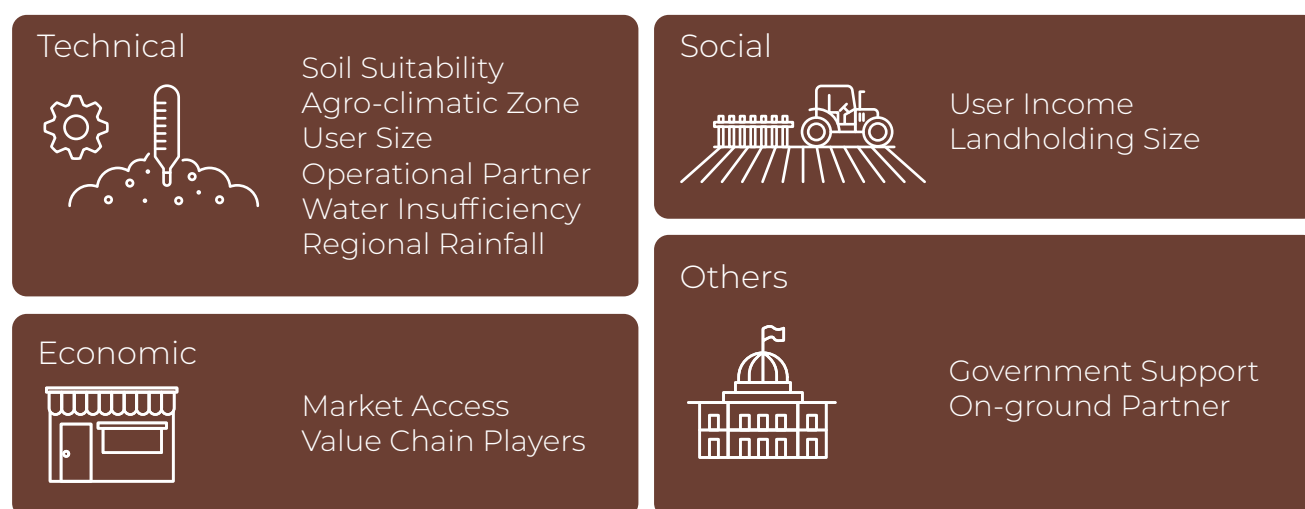 Technical
Soil Suitability
Agro-climatic Zone
User Size
Operational Partner
Water Insufficiency
Regional Rainfall
Economic
Market Access
Value Chain Players
Social
User Income
Landholding Size
Others
Government Support
On-ground Partner